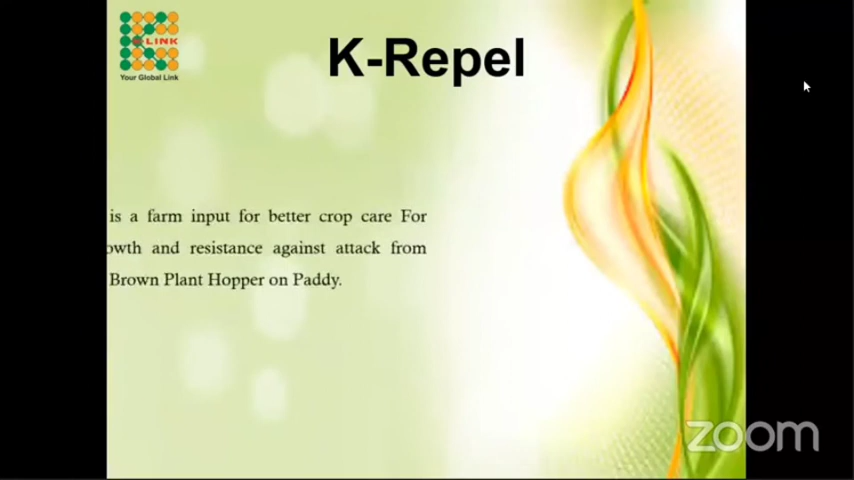 K-LINK
Your Global Link
K-Repel
is a farm input for better crop care For
and resistance against attack from
Brown Plant Hopper on Paddy.
zoom